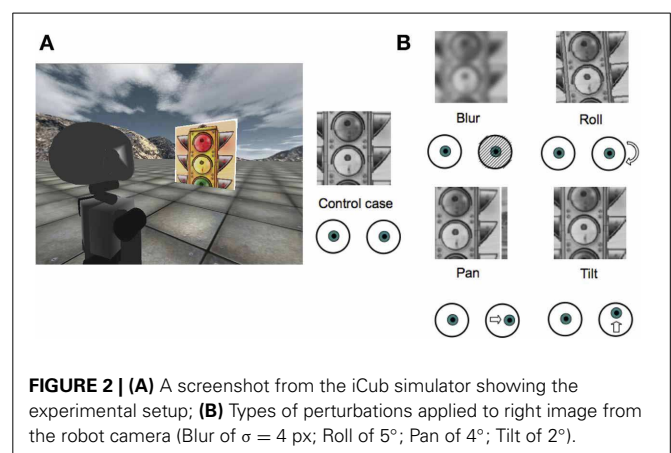 A
B
Blur
Roll
Control case
Pan
Tilt
FIGURE 2 | (A) A screenshot from the iCub simulator showing the
experimental setup; (B) Types of perturbations applied to right image from
the robot camera (Blur of σ = 4 px; Roll of 5°; Pan of 4°; Tilt of 2°).